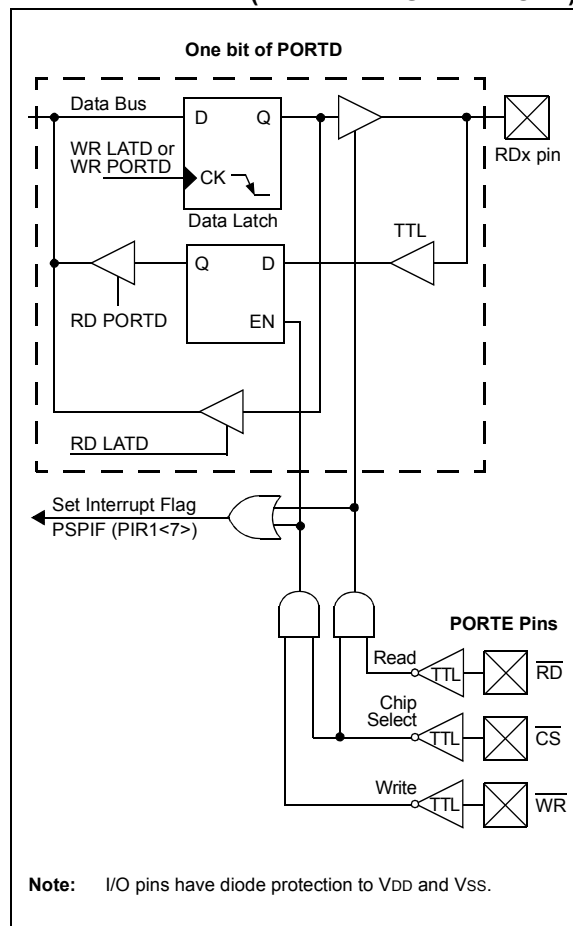 One bit of PORTD
Data Bus
D Q
WR LATD or
WR PORTD
CK
Data Latch
RDx pin
TTL
Q D
EN
RD PORTD
RD LATD
Set Interrupt Flag
PSPIF (PIR1<7>)
PORTE Pins
Read
TTL
RD
Chip
Select
TTL
CS
Write
TTL
WR
Note: I/O pins have diode protection to VDD and VSS.